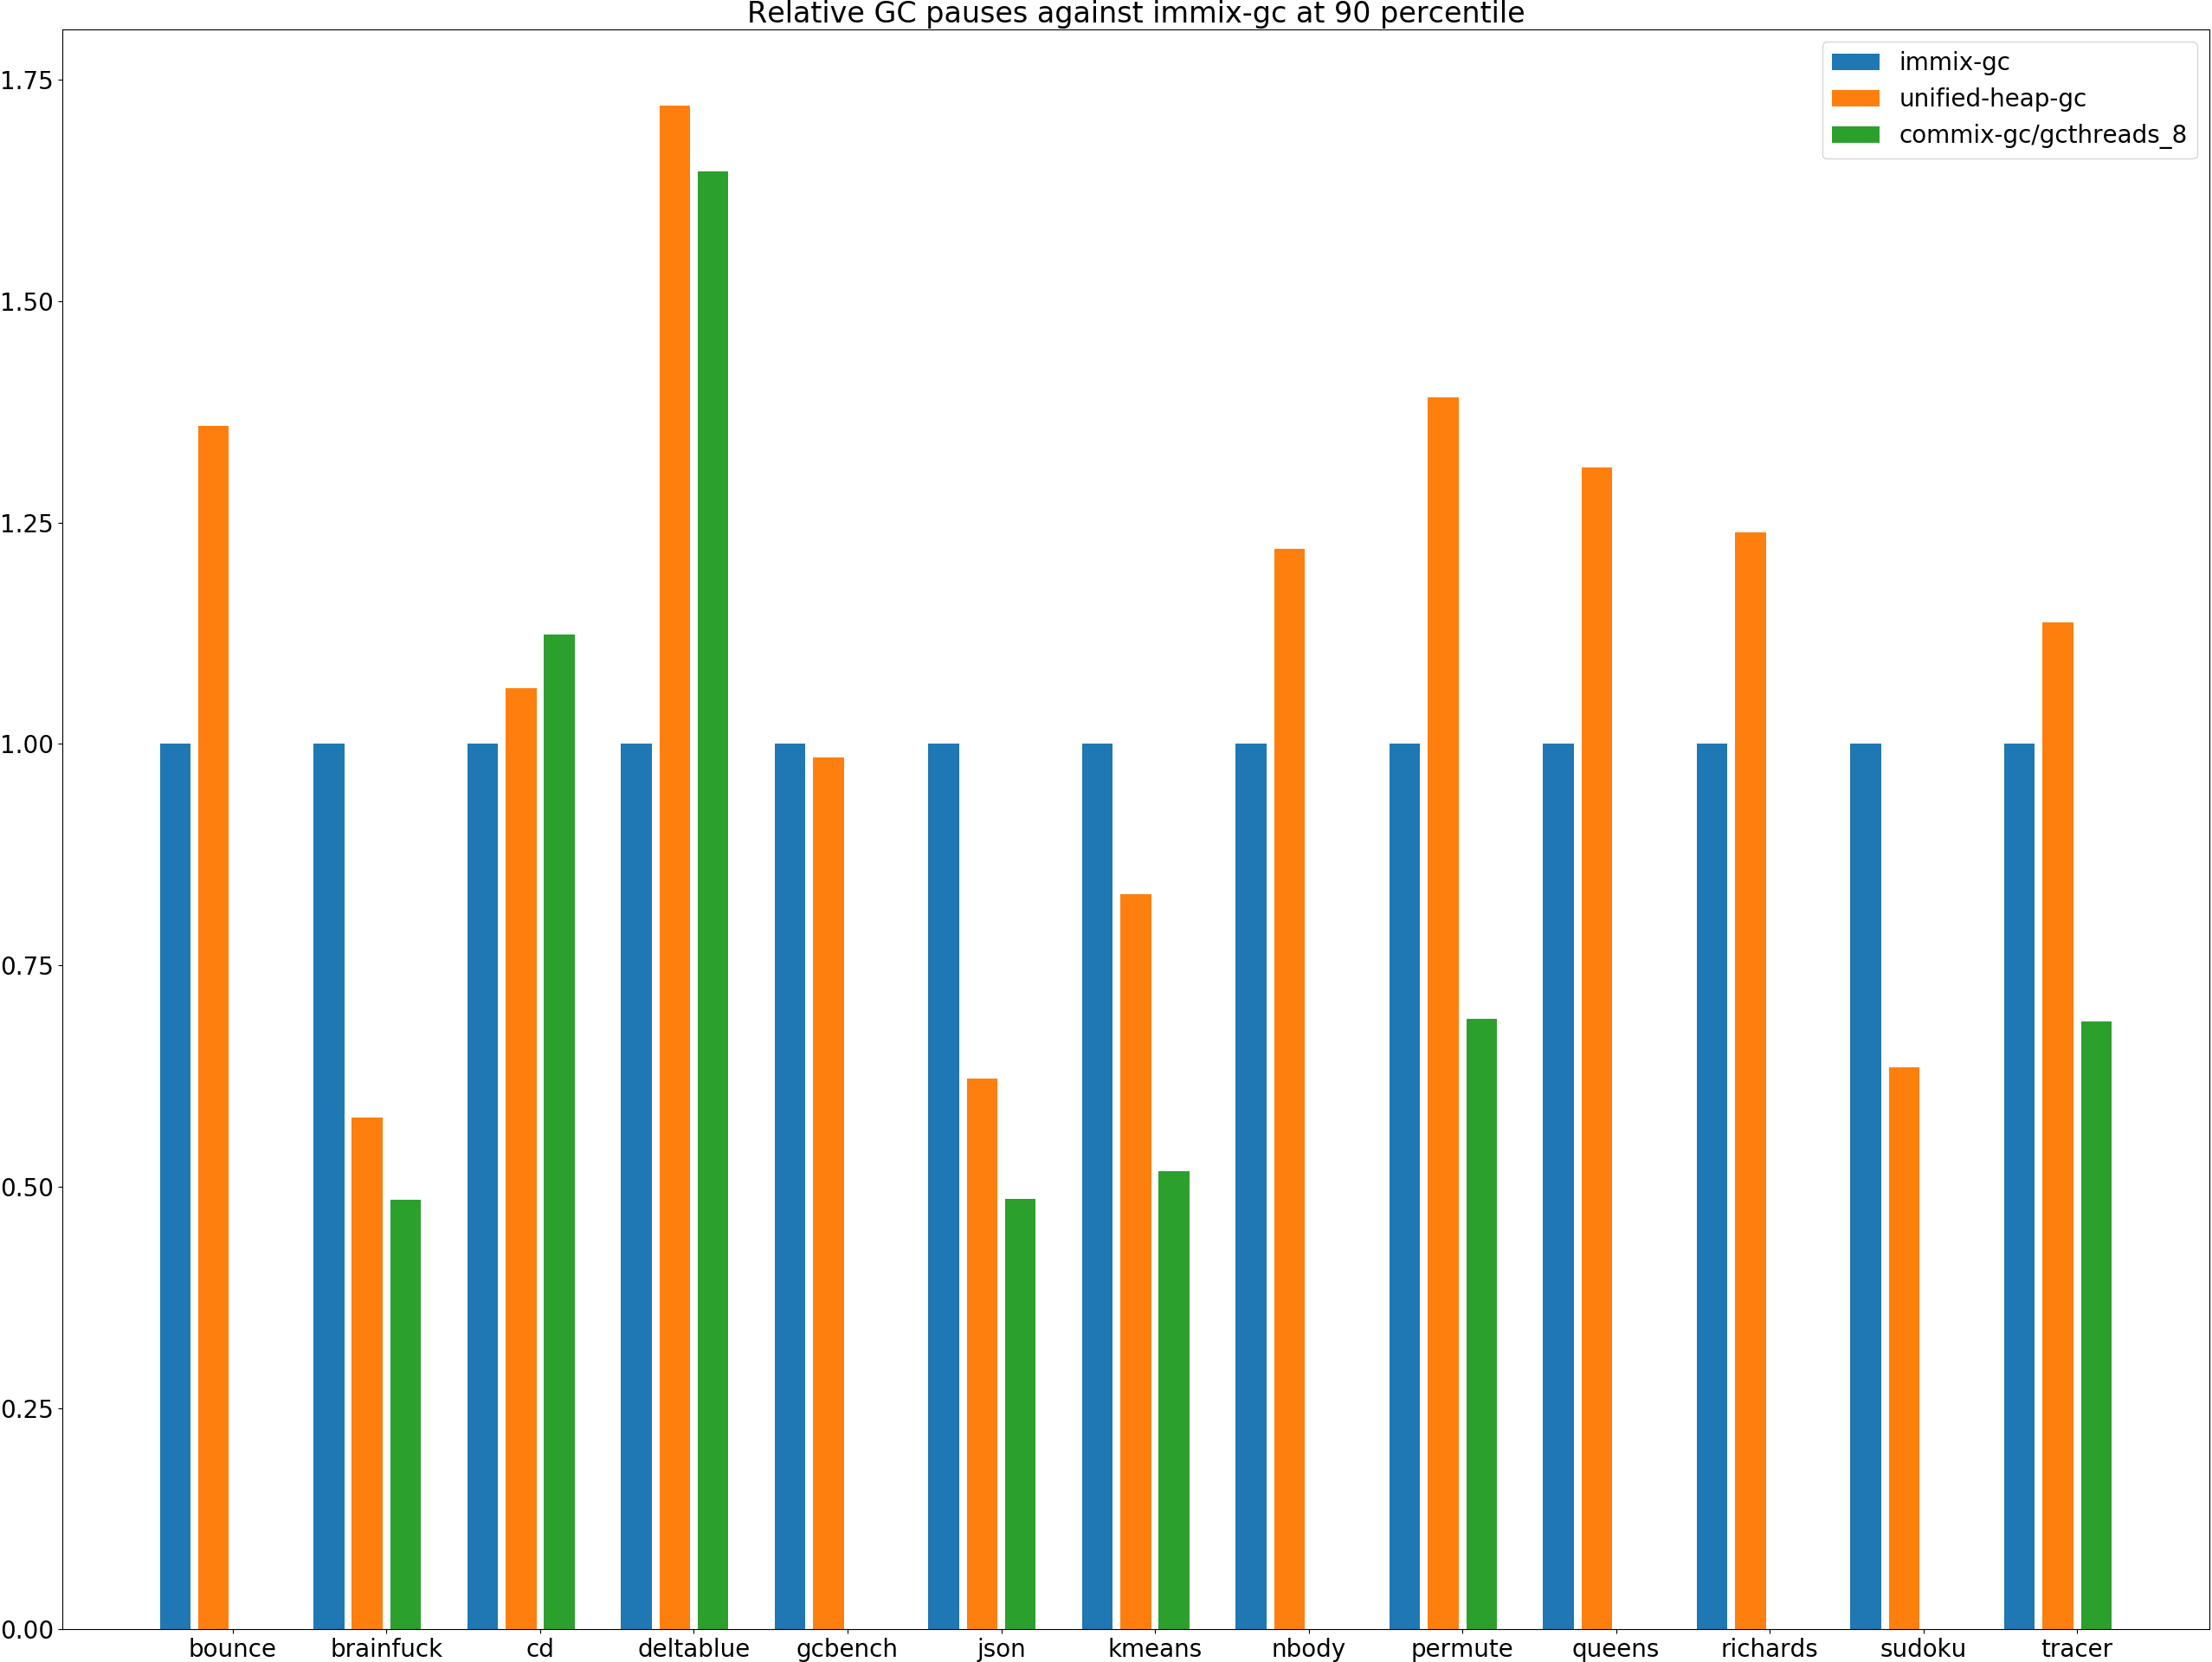 Relative GC pauses against immix-gc at 90 percentile
immix-gc
unified-heap-gc
commix-gc/gcthreads_8
1.75
1.50
1.25
1.00
0.75
0.50
0.25
0.00
bounce brainfuck cd deltablue gcbench json kmeans nbody permute queens richards sudoku tracer